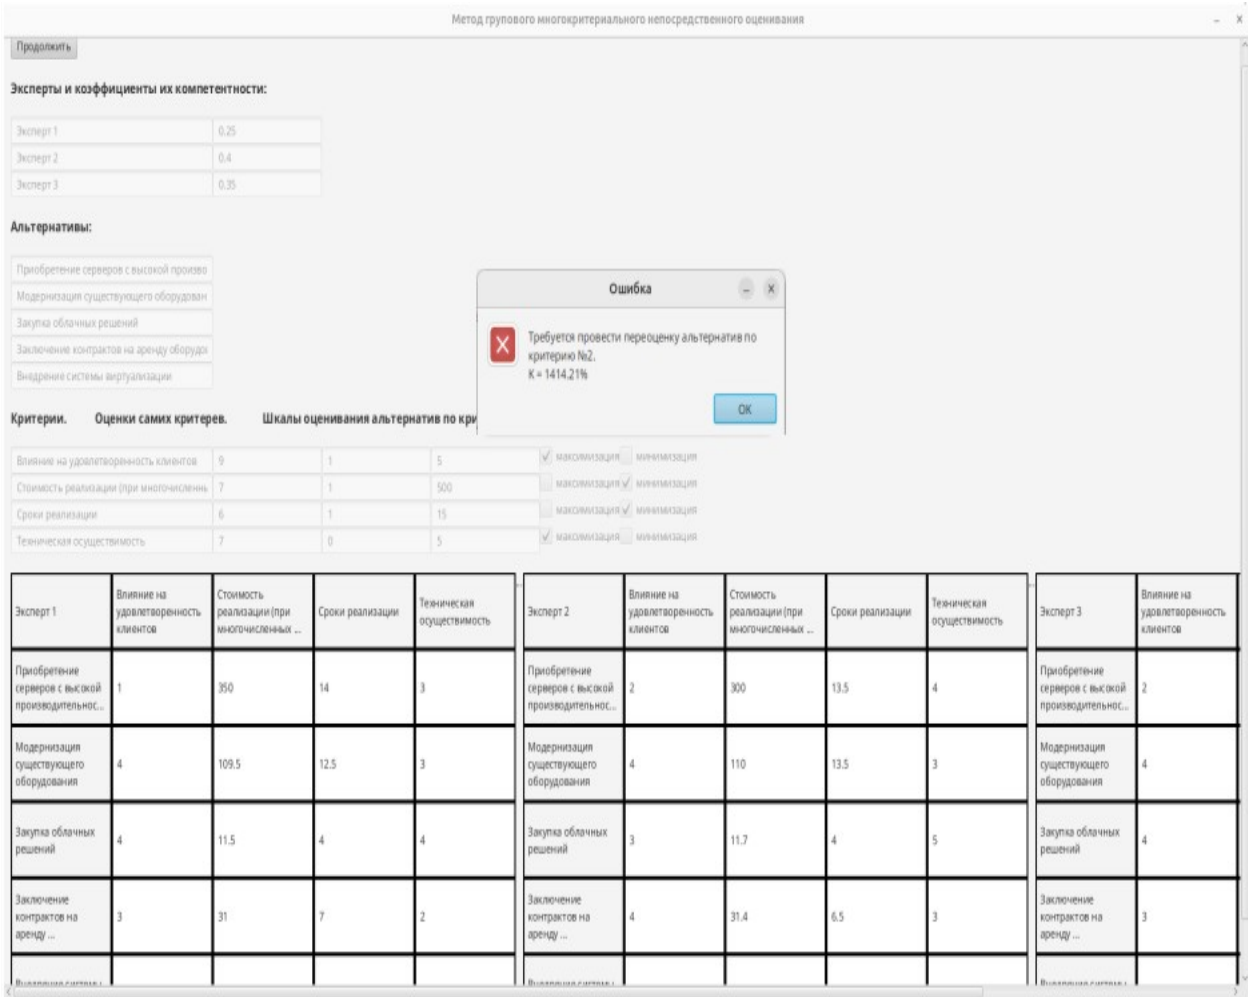 Метод групового многокритериального непосредственного оценивания
Продолжить
Эксперты и коэффициенты их компетентности:
Эксперт 1 0.25
Эксперт 2 0.4
Эксперт 3 0.35
Альтернативы:
Приобретение серверов с высокой произво
Модернизация существующего оборудован
Закупка облачных решений
Заключение контрактов на аренду оборудо
Внедрение системы виртуализации
Ошибка
Требуется провести переоценку альтернатив по
критерию №2.
K = 1414.21%
OK
Критерии. Оценки самих критерев. Шкалы оценивания альтернатив по кри
Влияние на удовлетворенность клиентов 9 1 5 максимизация минимизация
Стоимость реализации (при многочисленнь 7 1 500 максимизация минимизация
Сроки реализации 6 1 15 максимизация минимизация
Техническая осуществимость 7 0 5 максимизация минимизация
Эксперт 1
Влияние на
удовлетворенность
клиентов
Стоимость
реализации (при
многочисленных ...
Сроки реализации
Техническая
осуществимость
Эксперт 2
Влияние на
удовлетворенность
клиентов
Стоимость
реализации (при
многочисленных ...
Сроки реализации
Техническая
осуществимость
Эксперт 3
Влияние на
удовлетворенность
клиентов
Приобретение
серверов с высокой
производительнос...
1 350 14 3
Приобретение
серверов с высокой
производительнос...
2 300 13.5 4
Приобретение
серверов с высокой
производительнос...
2
Модернизация
существующего
оборудования
4 109.5 12.5 3
Модернизация
существующего
оборудования
4 110 13.5 3
Модернизация
существующего
оборудования
4
Закупка облачных
решений
4 11.5 4 4
Закупка облачных
решений
3 11.7 4 5
Закупка облачных
решений
4
Заключение
контрактов на
аренду ...
3 31 7 2
Заключение
контрактов на
аренду ...
4 31.4 6.5 3
Заключение
контрактов на
аренду ...
3